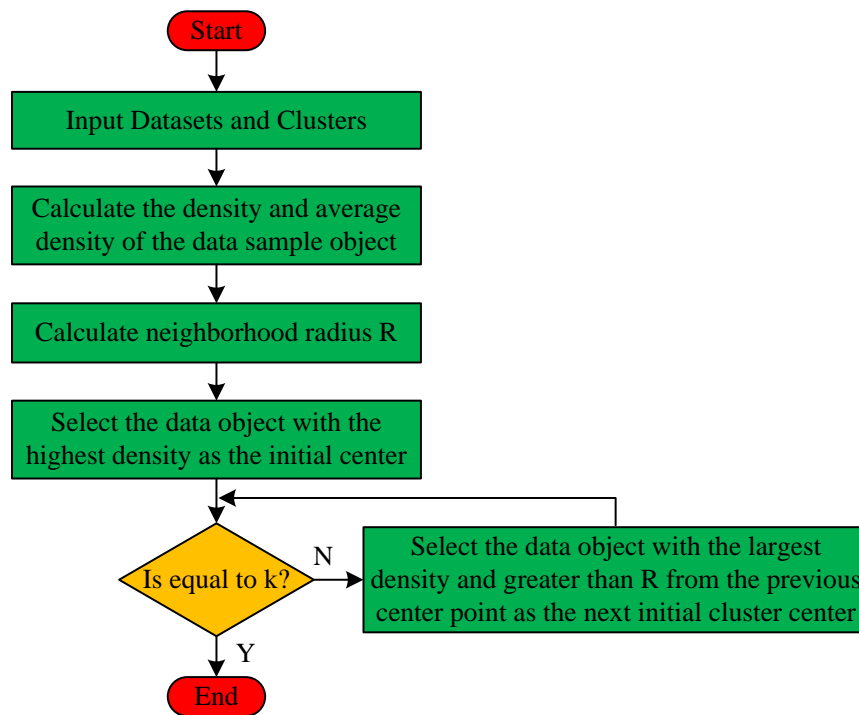 Start
Input Datasets and Clusters
Calculate the density and average
density of the data sample object
Calculate neighborhood radius R
Select the data object with the
highest density as the initial center
Is equal to k?
N
Select the data object with the largest
density and greater than R from the previous
center point as the next initial cluster center
Y
End